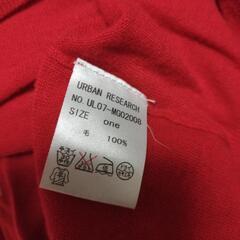 URBAN RESEARCH
NO. UL07-MG02008
SIZE one
毛 100%